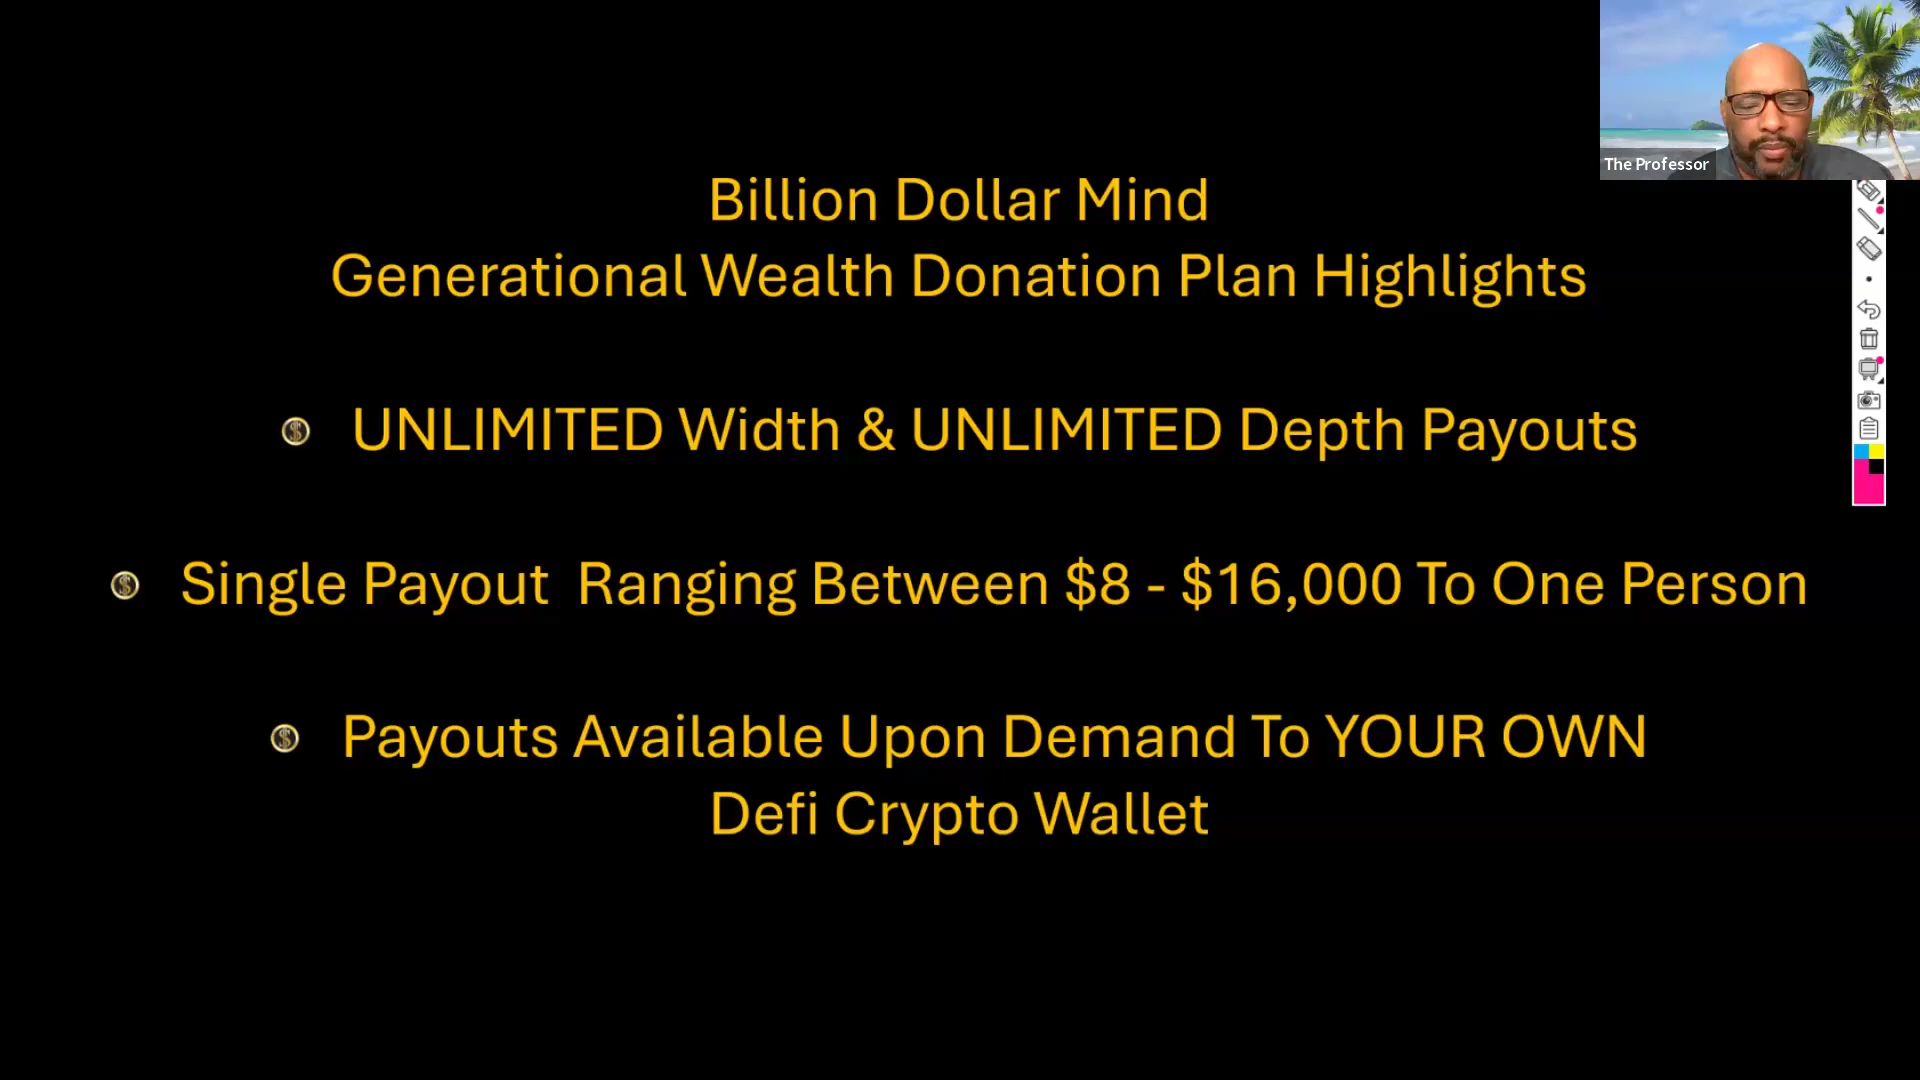 The Professor
Billion Dollar Mind
Generational Wealth Donation Plan Highlights
UNLIMITED Width & UNLIMITED Depth Payouts
Single Payout  Ranging Between $8 - $16,000 To One Person
Payouts Available Upon Demand To YOUR OWN
Defi Crypto Wallet